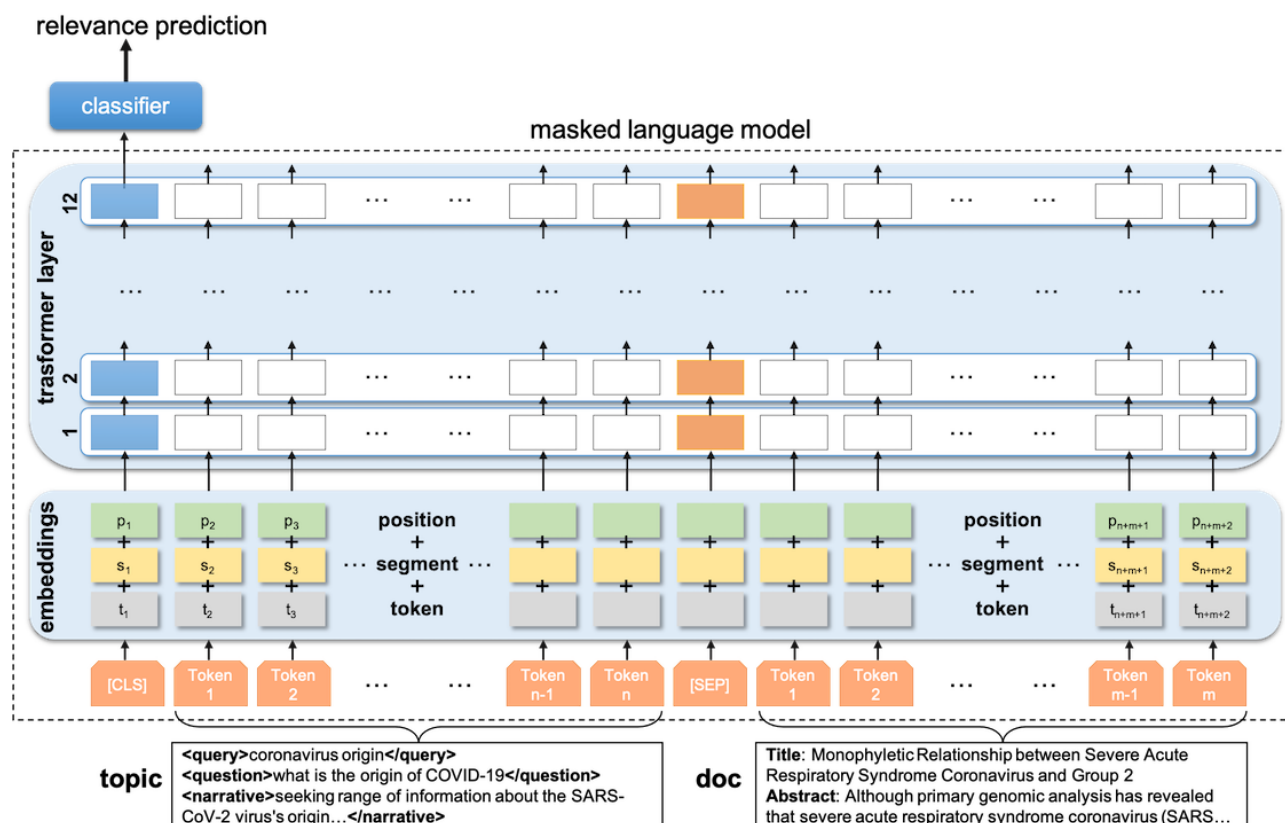 relevance prediction
classifier
masked language model
trasformer layer
12
... ... ... ...
... ... ... ... ... ... ... ... ... ... ... ... ... ...
2
... ... ... ...
1
... ... ... ...
embeddings
p1 p2 p3 position position pn+m+1 pn+m+2
+ + + + + + + + + + + +
s1 s2 s3 ... segment ... ... segment ... sn+m+1 sn+m+2
+ + + + + + + + + + + +
t1 t2 t3 token token tn+m+1 tn+m+2
[CLS] Token 1 Token 2 ... ... Token n-1 Token n [SEP] Token 1 Token 2 ... ... Token m-1 Token m
topic
<query>coronavirus origin</query>
<question>what is the origin of COVID-19</question>
<narrative>seeking range of information about the SARS-
CoV-2 virus's origin...</narrative>
doc
Title: Monophyletic Relationship between Severe Acute
Respiratory Syndrome Coronavirus and Group 2
Abstract: Although primary genomic analysis has revealed
that severe acute respiratory syndrome coronavirus (SARS...